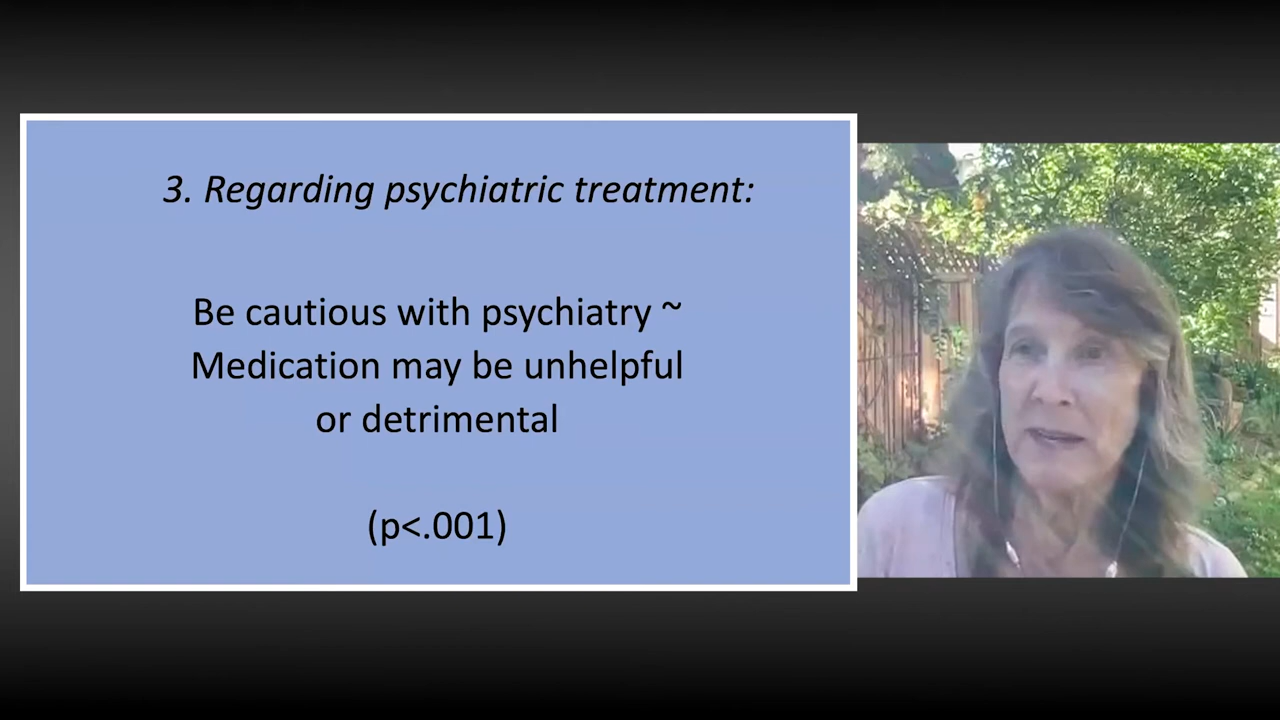 3. Regarding psychiatric treatment:
Be cautious with psychiatry ~
Medication may be unhelpful
or detrimental
(p<.001)